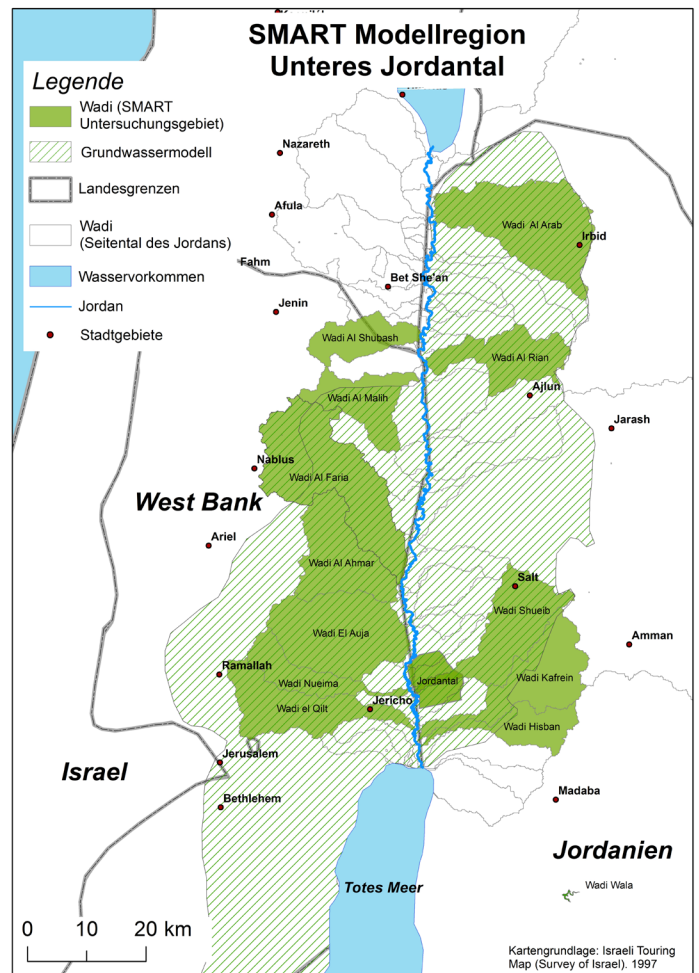 SMART Modellregion
Unteres Jordantal
Legende
Wadi (SMART
Untersuchungsgebiet)
Grundwassermodell
Landesgrenzen
Wadi
(Seitental des Jordans)
Wasservorkommen
Jordan
Stadtgebiete
Nazareth
Afula
Wadi Al Arab
Irbid
Fahm
Bet She'an
Jenin
Wadi Al Shubash
Wadi Al Rian
Ajlun
Wadi Al Malih
Jarash
Nablus
Wadi Al Faria
West Bank
Ariel
Wadi Al Ahmar
Salt
Wadi Shueib
Wadi El Auja
Amman
Ramallah
Wadi Nueima
Jordantal
Wadi Kafrein
Jericho
Wadi el Qilt
Wadi Hisban
Jerusalem
Israel
Bethlehem
Madaba
Jordanien
Totes Meer
Wadi Wala
0 10 20 km
Kartengrundlage: Israeli Touring
Map (Survey of Israel). 1997